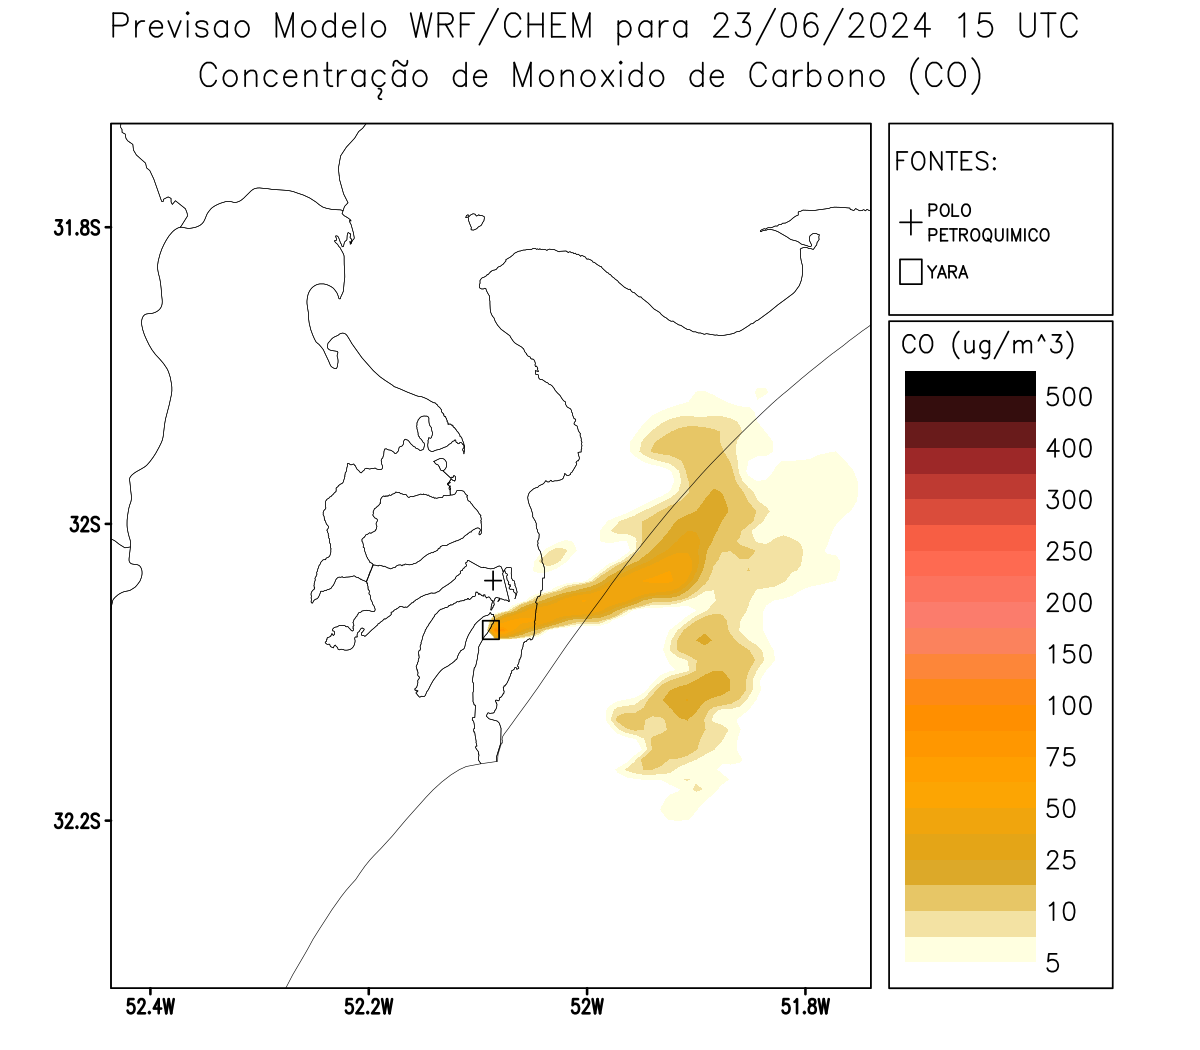 Previsao Modelo WRF/CHEM para 23/06/2024 15 UTC
Concentração de Monoxido de Carbono (CO)
FONTES:
POLO
PETROQUIMICO
YARA
CO (ug/m^3)
500
400
300
250
200
150
100
75
50
25
10
5
31.8S
32S
32.2S
52.4W
52.2W
52W
51.8W